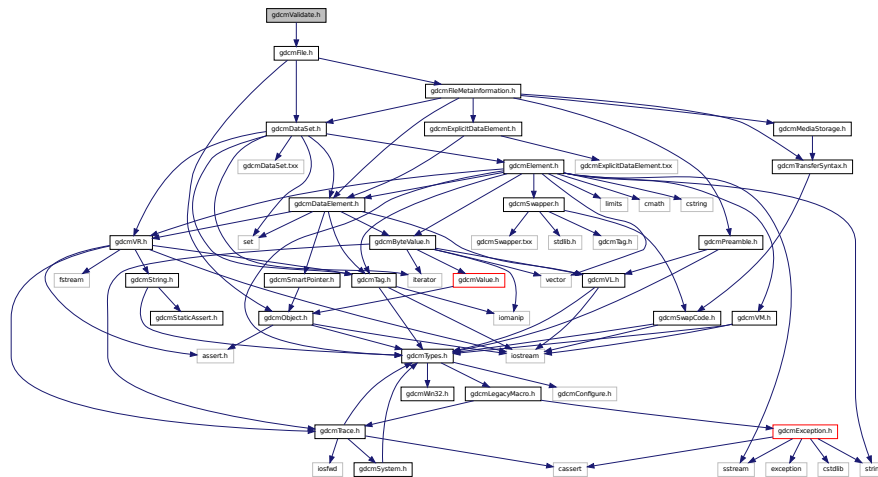 gdcmValidate.h
gdcmFile.h
gdcmFileMetaInformation.h
gdcmDataSet.h
gdcmExplicitDataElement.h
gdcmMediaStorage.h
gdcmDataSet.txx
gdcmElement.h
gdcmExplicitDataElement.txx
gdcmTransferSyntax.h
gdcmDataElement.h
gdcmSwapper.h
limits
cmath
cstring
gdcmVR.h
set
gdcmByteValue.h
gdcmSwapper.txx
stdlib.h
gdcmTag.h
gdcmPreamble.h
fstream
gdcmString.h
gdcmSmartPointer.h
gdcmTag.h
iterator
gdcmValue.h
vector
gdcmVL.h
gdcmStaticAssert.h
gdcmObject.h
iomanip
gdcmSwapCode.h
gdcmVM.h
assert.h
gdcmTypes.h
iostream
gdcmWin32.h
gdcmLegacyMacro.h
gdcmConfigure.h
gdcmTrace.h
gdcmException.h
iosfwd
gdcmSystem.h
cassert
sstream
exception
cstdlib